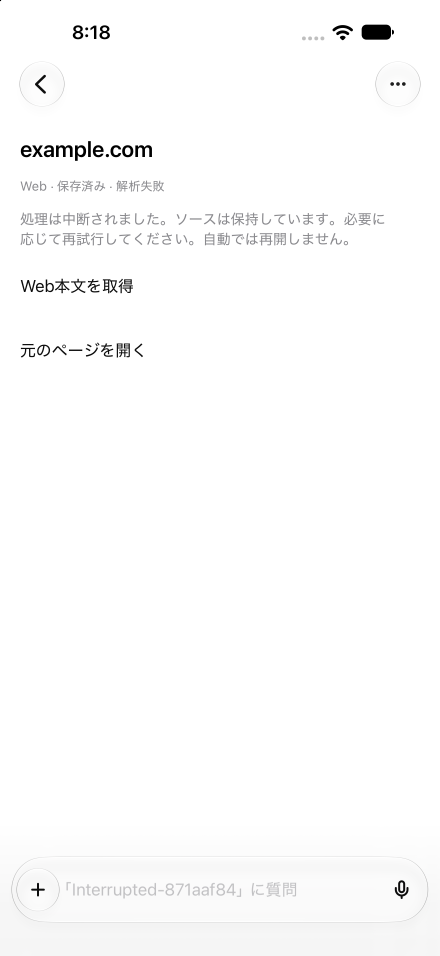 8:18
example.com
Web · 保存済み · 解析失敗
処理は中断されました。ソースは保持しています。必要に
応じて再試行してください。自動では再開しません。
Web本文を取得
元のページを開く
「Interrupted-871aaf84」に質問